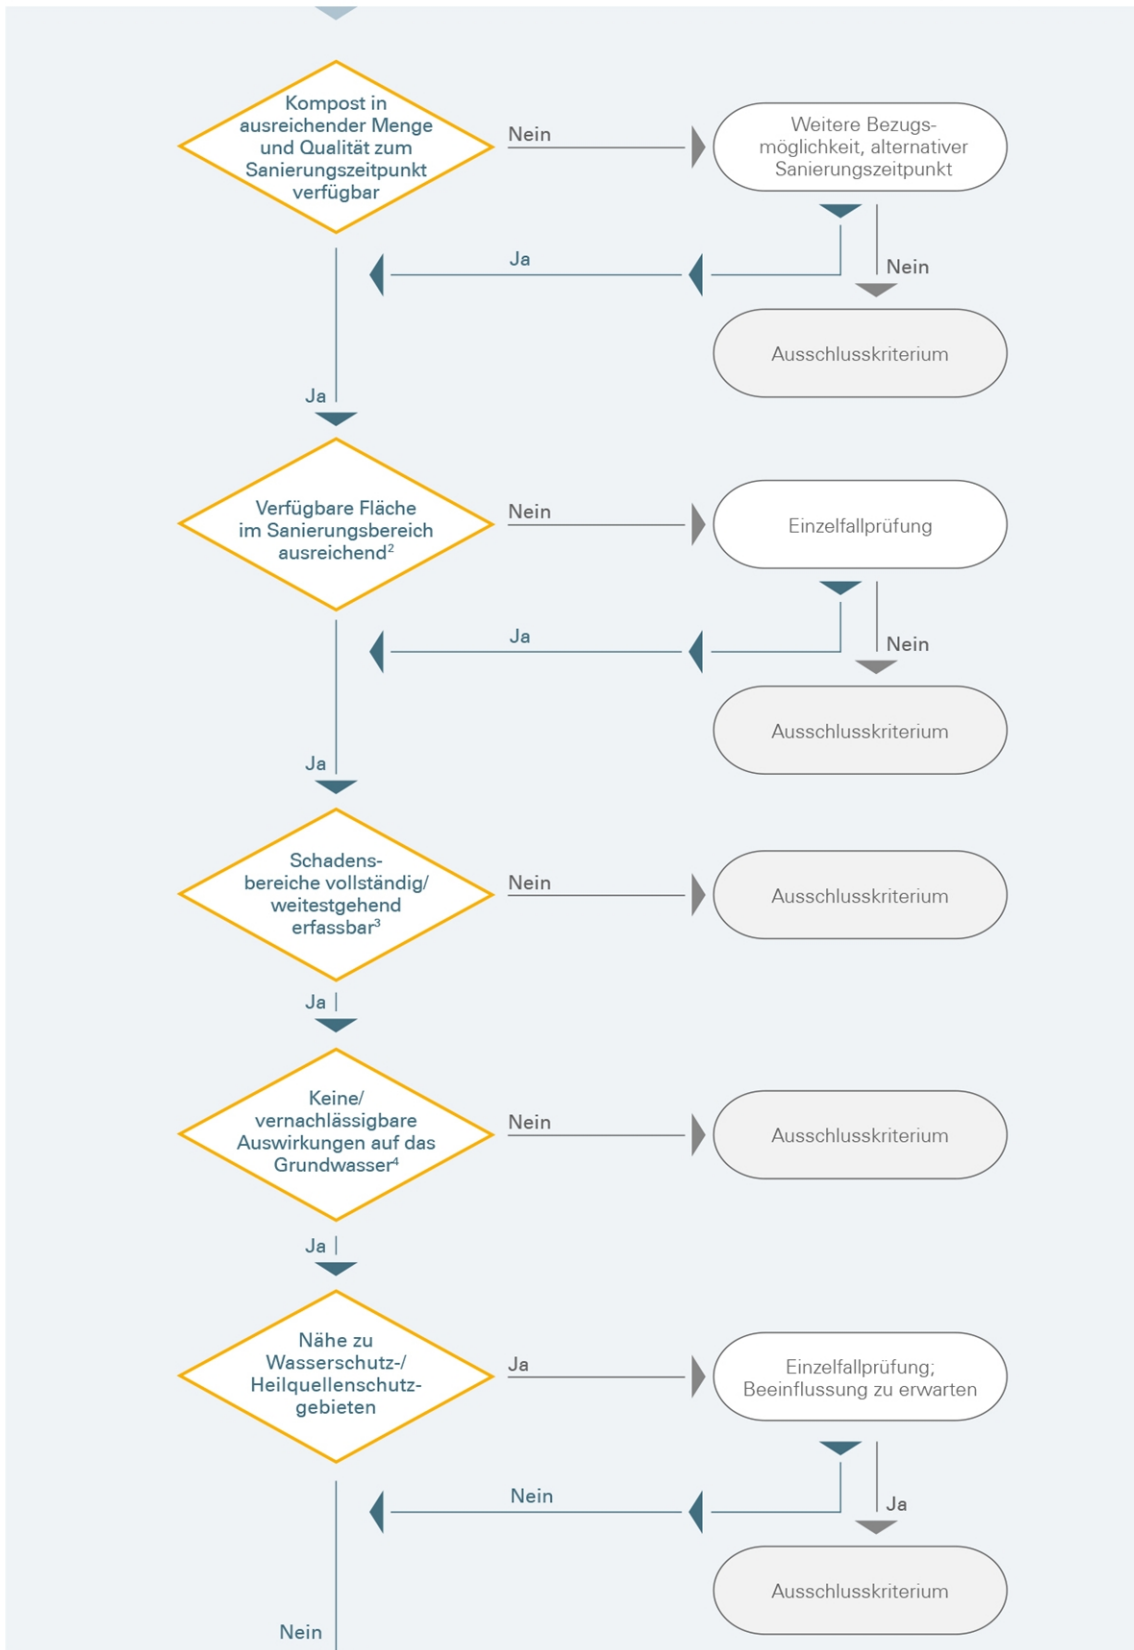 Kompost in
ausreichender Menge
und Qualität zum
Sanierungszeitpunkt
verfügbar
Nein
Weitere Bezugs-
möglichkeit, alternativer
Sanierungszeitpunkt
Ja
Nein
Ausschlusskriterium
Ja
Verfügbare Fläche
im Sanierungsbereich
ausreichend²
Nein
Einzelfallprüfung
Ja
Nein
Ausschlusskriterium
Ja
Schadens-
bereiche vollständig/
weitestgehend
erfassbar³
Nein
Ausschlusskriterium
Ja
Keine/
vernachlässigbare
Auswirkungen auf das
Grundwasser⁴
Nein
Ausschlusskriterium
Ja
Nähe zu
Wasserschutz-/
Heilquellenschutz-
gebieten
Ja
Einzelfallprüfung;
Beeinflussung zu erwarten
Nein
Ja
Ausschlusskriterium
Nein